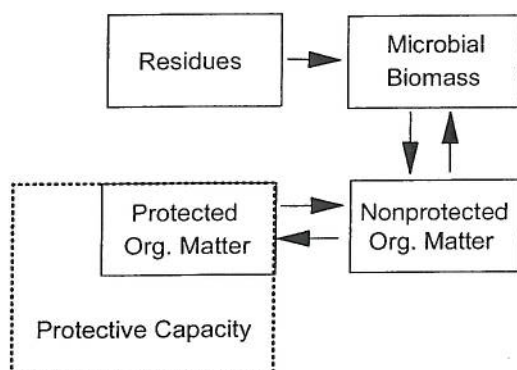 Residues
Microbial
Biomass
Protected
Org. Matter
Nonprotected
Org. Matter
Protective Capacity